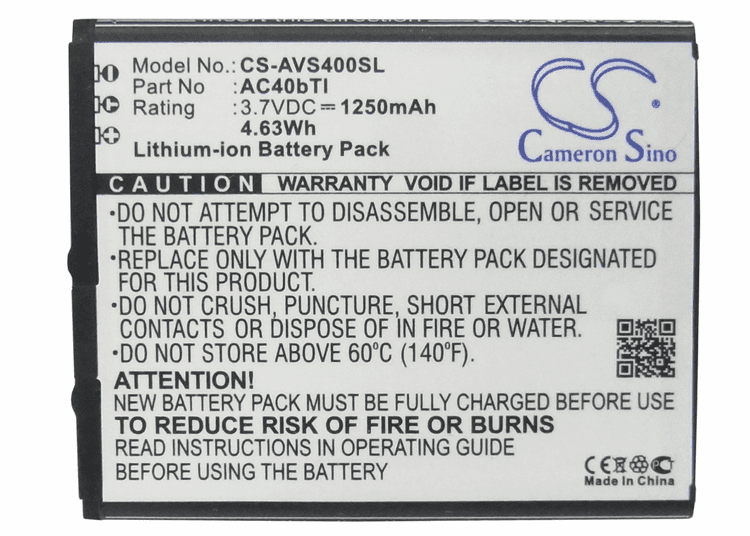 Model No.: CS-AVS400SL
Part No : AC40bTI
Rating : 3.7VDC⎓1250mAh
4.63Wh
Lithium-ion Battery Pack
Cameron Sino
CAUTION WARRANTY VOID IF LABEL IS REMOVED
•DO NOT ATTEMPT TO DISASSEMBLE, OPEN OR SERVICE
THE BATTERY PACK.
•REPLACE ONLY WITH THE BATTERY PACK DESIGNATED
FOR THIS PRODUCT.
•DO NOT CRUSH, PUNCTURE, SHORT EXTERNAL
CONTACTS OR DISPOSE OF IN FIRE OR WATER.
•DO NOT STORE ABOVE 60°C (140°F).
ATTENTION!
NEW BATTERY PACK MUST BE FULLY CHARGED BEFORE USE
TO REDUCE RISK OF FIRE OR BURNS
READ INSTRUCTIONS IN OPERATING GUIDE
BEFORE USING THE BATTERY
CE
Made In China